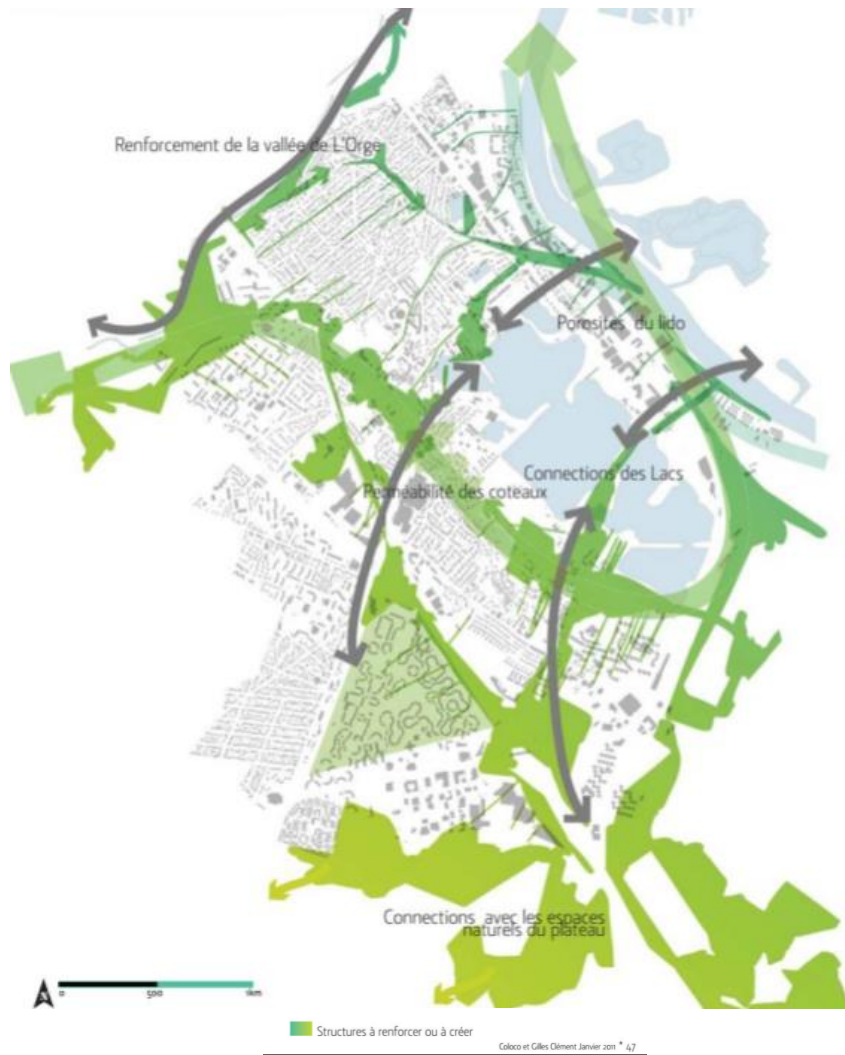 Renforcement de la vallée de L'Orge
Porosites du lido
Connections des Lacs
Perméabilité des coteaux
Connections avec les espaces
naturels du plateau
N
0 500 1km
Structures à renforcer ou à créer
Coloco et Gilles Clément Janvier 2011 * 47